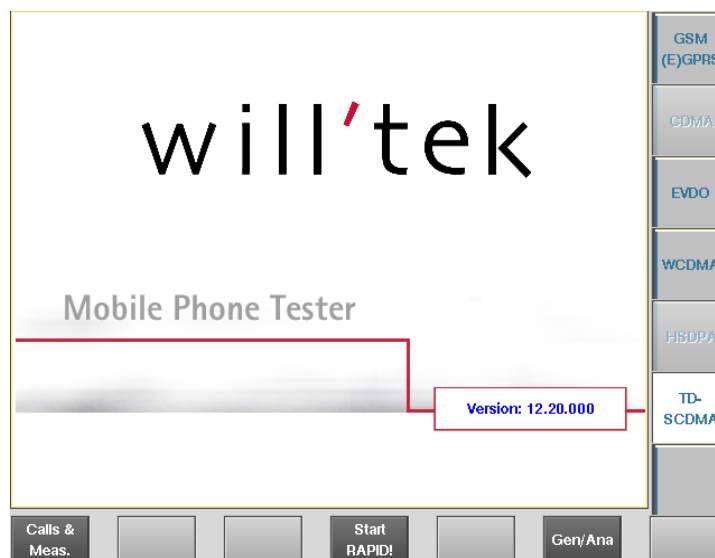 will'tek
Mobile Phone Tester
Version: 12.20.000
GSM
(E)GPRS
CDMA
EVDO
WCDMA
HSDPA
TD-
SCDMA
Calls &
Meas.
Start
RAPID!
Gen/Ana